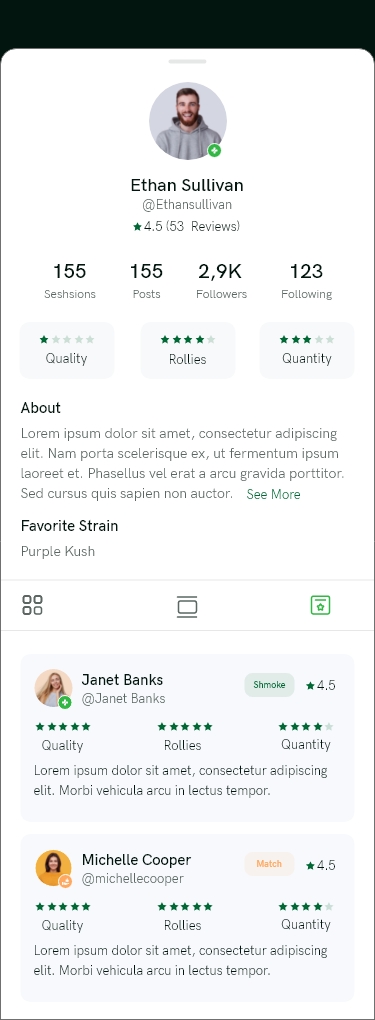 Ethan Sullivan
@Ethansullivan
4.5 (53 Reviews)
155 155 2,9K 123
Seshsions Posts Followers Following
Quality Rollies Quantity
About
Lorem ipsum dolor sit amet, consectetur adipiscing
elit. Nam porta scelerisque ex, ut fermentum ipsum
laoreet et. Phasellus vel erat a arcu gravida porttitor.
Sed cursus quis sapien non auctor. See More
Favorite Strain
Purple Kush
Janet Banks Shmoke 4.5
@Janet Banks
Quality Rollies Quantity
Lorem ipsum dolor sit amet, consectetur adipiscing
elit. Morbi vehicula arcu in lectus tempor.
Michelle Cooper Match 4.5
@michellecooper
Quality Rollies Quantity
Lorem ipsum dolor sit amet, consectetur adipiscing
elit. Morbi vehicula arcu in lectus tempor.